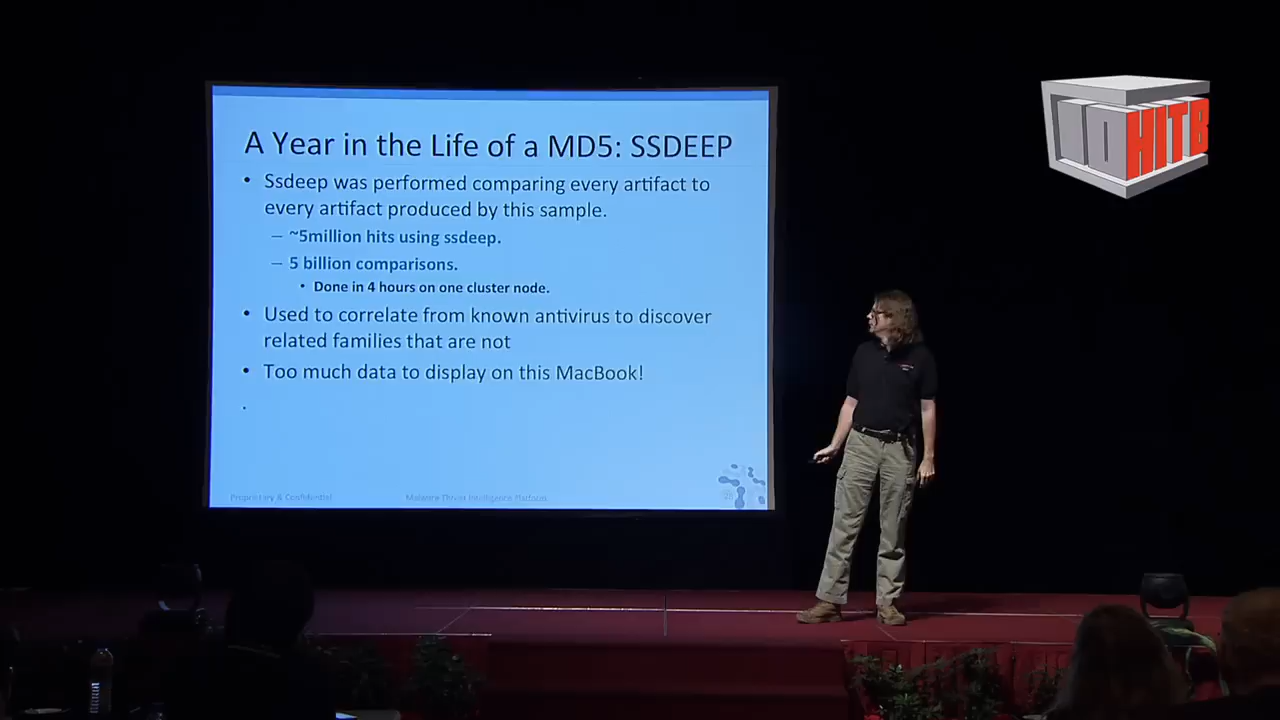 A Year in the Life of a MD5: SSDEEP
• Ssdeep was performed comparing every artifact to
every artifact produced by this sample.
– ~5million hits using ssdeep.
– 5 billion comparisons.
• Done in 4 hours on one cluster node.
• Used to correlate from known antivirus to discover
related families that are not
• Too much data to display on this MacBook!
Proprietary & Confidential
Malware Threat Intelligence Platform
HITB